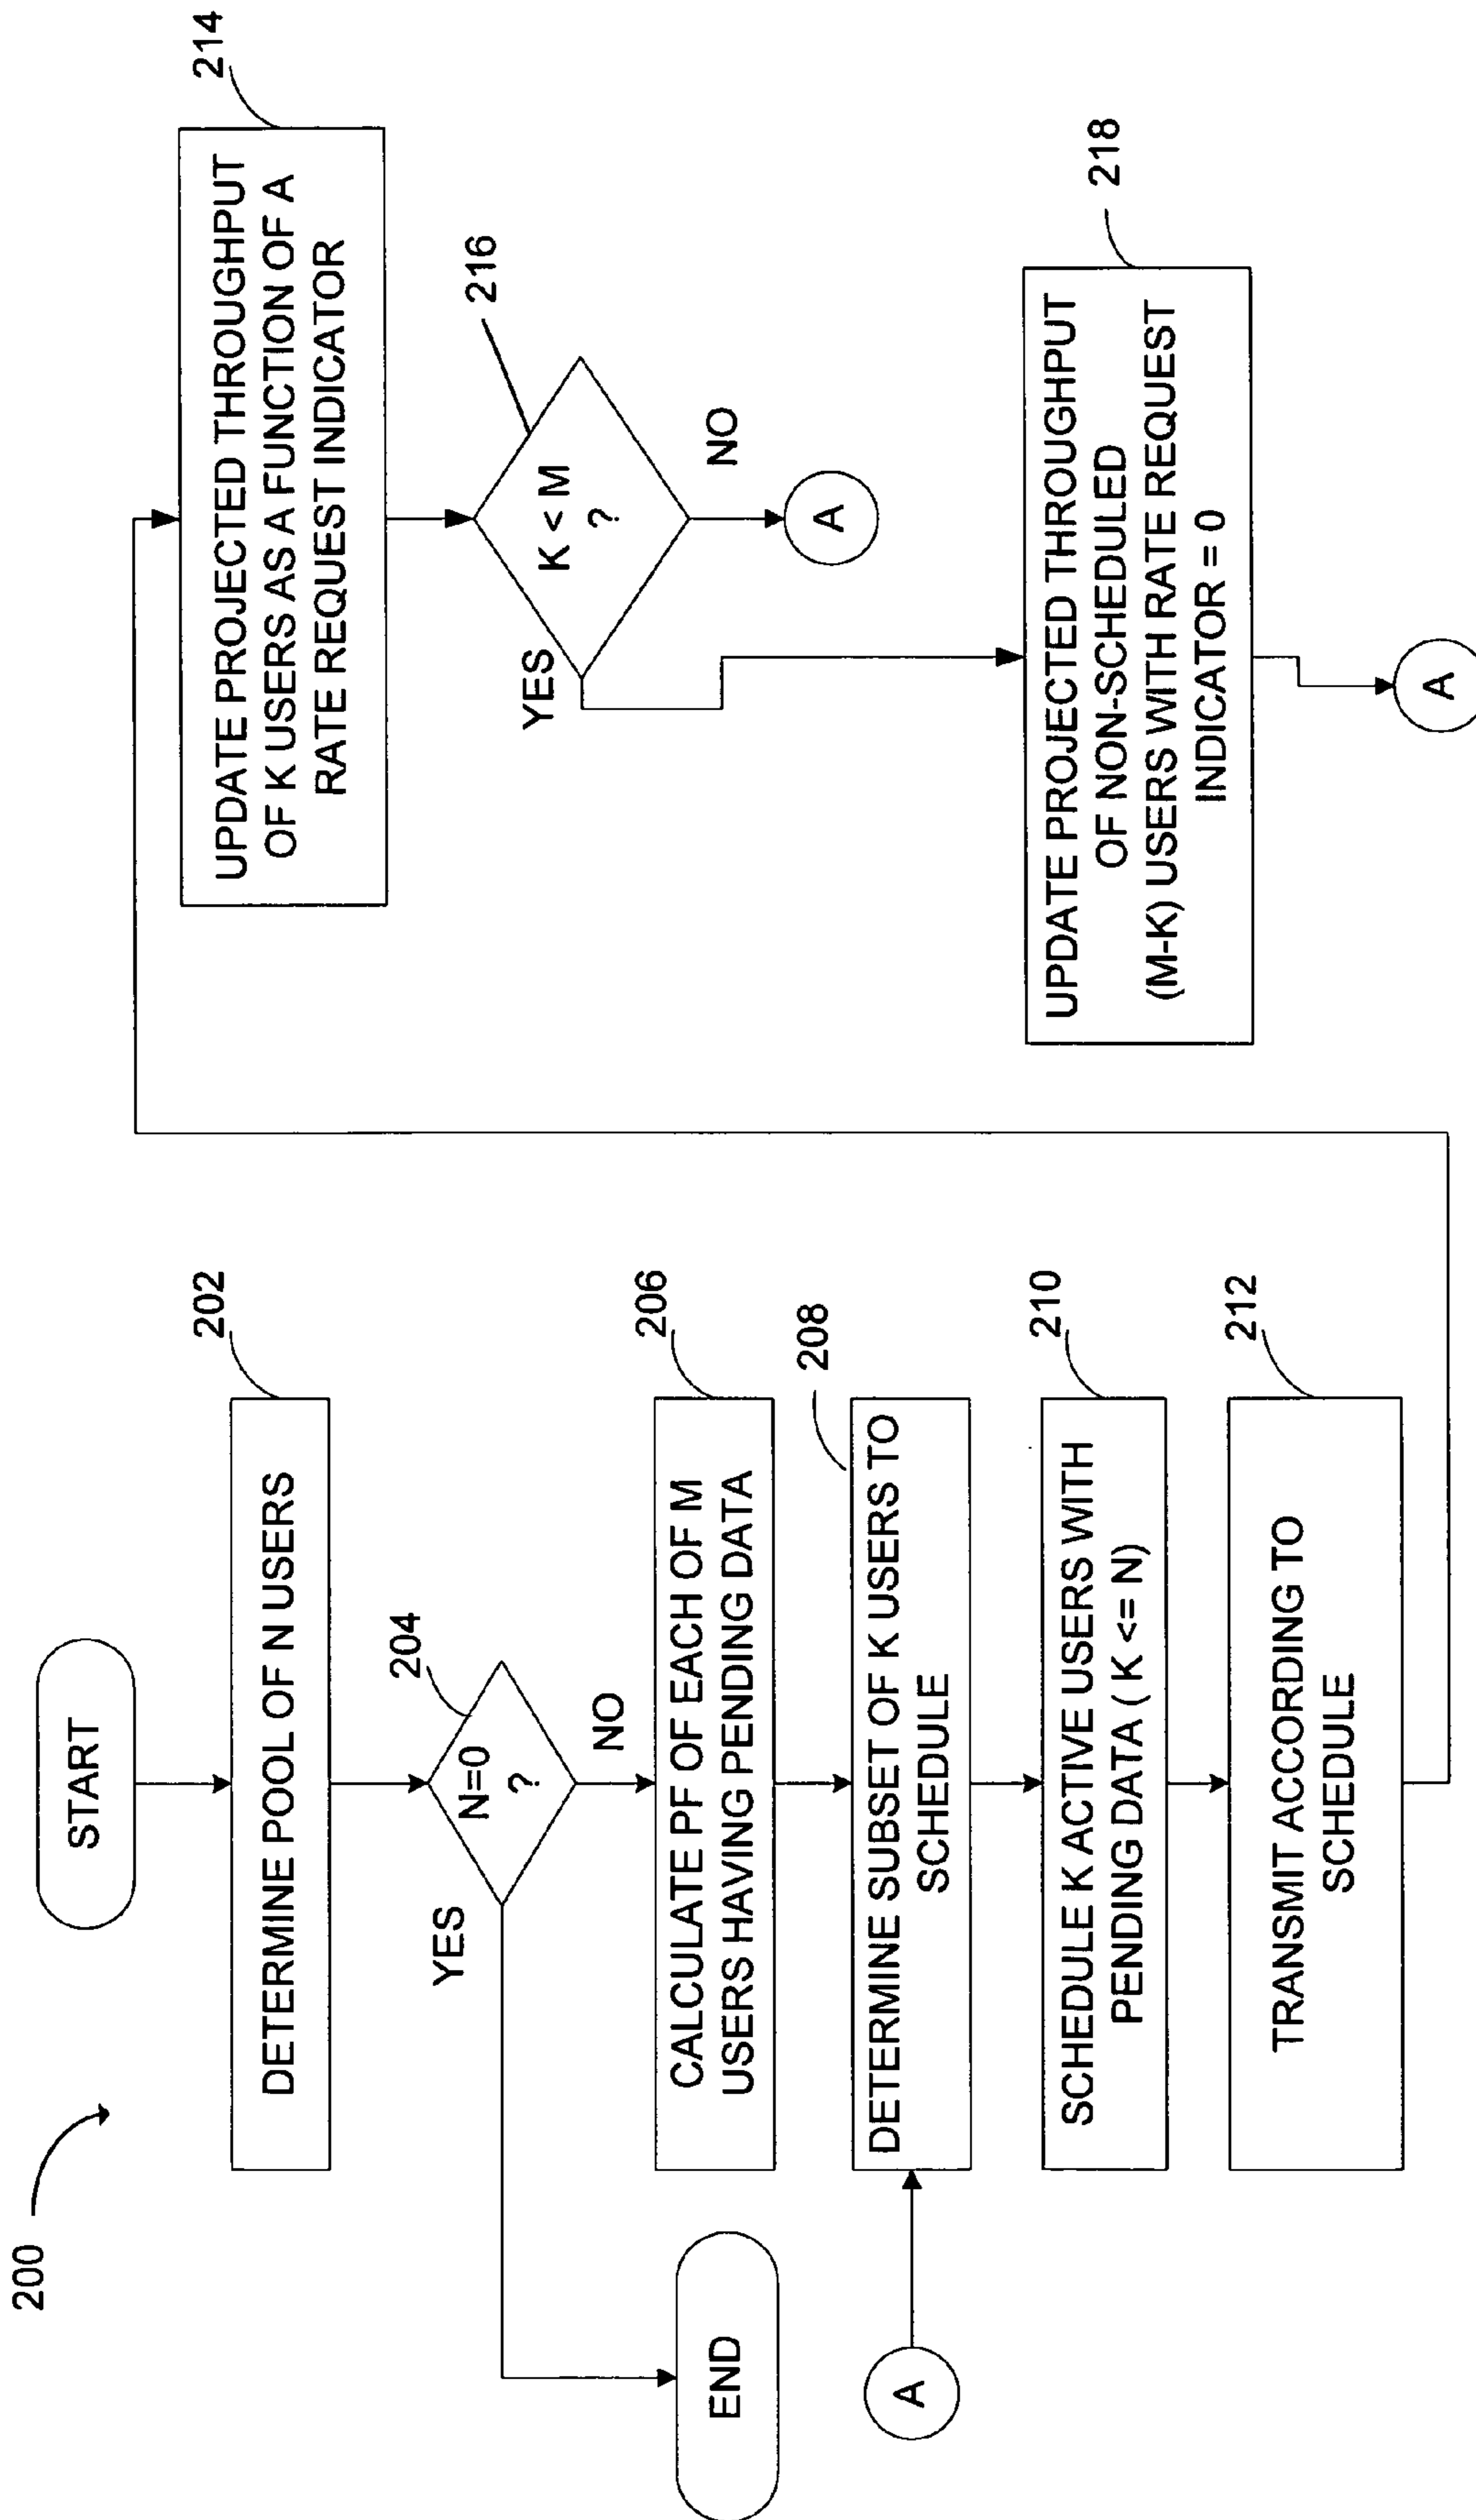 200
START
202
DETERMINE POOL OF N USERS
204
N=0
?
YES
NO
END
206
CALCULATE PF OF EACH OF M
USERS HAVING PENDING DATA
208
A
DETERMINE SUBSET OF K USERS TO
SCHEDULE
210
SCHEDULE K ACTIVE USERS WITH
PENDING DATA ( K <= N)
212
TRANSMIT ACCORDING TO
SCHEDULE
214
UPDATE PROJECTED THROUGHPUT
OF K USERS AS A FUNCTION OF A
RATE REQUEST INDICATOR
216
K < M
?
YES
NO
A
218
UPDATE PROJECTED THROUGHPUT
OF NON-SCHEDULED
(M-K) USERS WITH RATE REQUEST
INDICATOR = 0
A